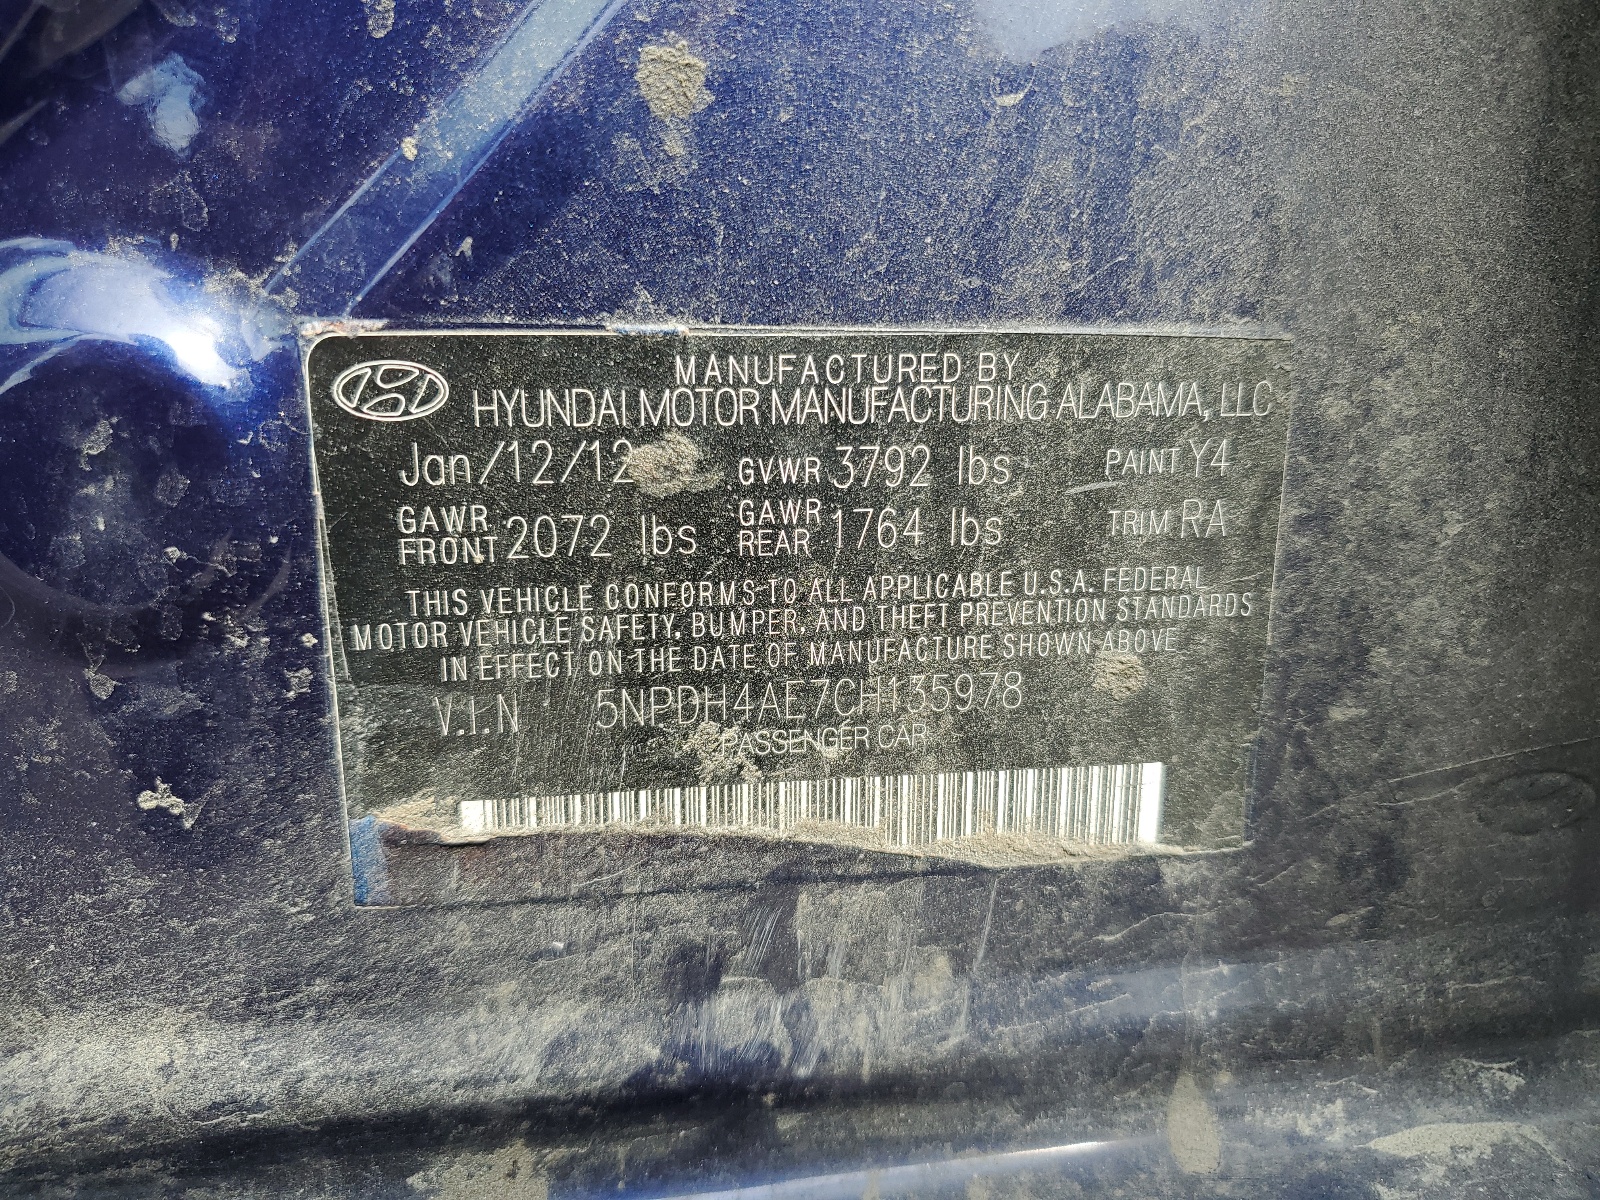 MANUFACTURED BY
HYUNDAI MOTOR MANUFACTURING ALABAMA, LLC
Jan/12/12 GVWR 3792 lbs PAINT Y4
GAWR FRONT 2072 lbs GAWR REAR 1764 lbs TRIM RA
THIS VEHICLE CONFORMS TO ALL APPLICABLE U.S.A. FEDERAL
MOTOR VEHICLE SAFETY, BUMPER, AND THEFT PREVENTION STANDARDS
IN EFFECT ON THE DATE OF MANUFACTURE SHOWN ABOVE
V.I.N 5NPDH4AE7CH135978
PASSENGER CAR